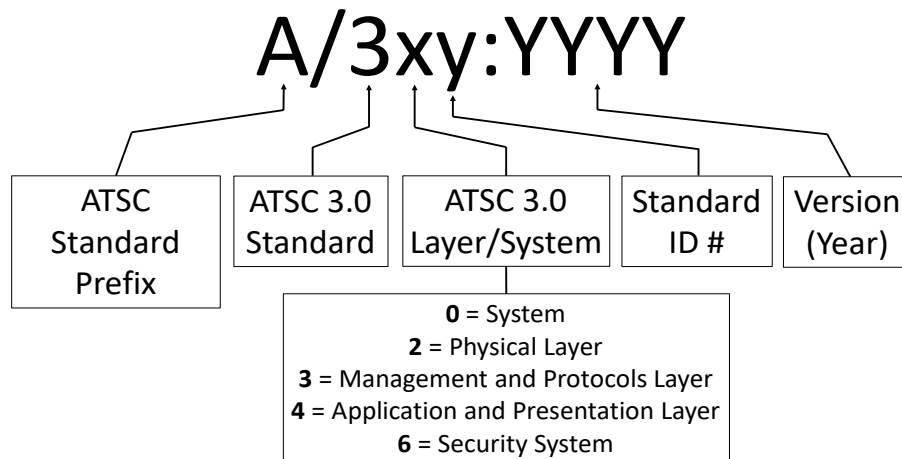 A/3xy:YYYY
ATSC
Standard
Prefix
ATSC 3.0
Standard
ATSC 3.0
Layer/System
Standard
ID #
Version
(Year)
0 = System
2 = Physical Layer
3 = Management and Protocols Layer
4 = Application and Presentation Layer
6 = Security System